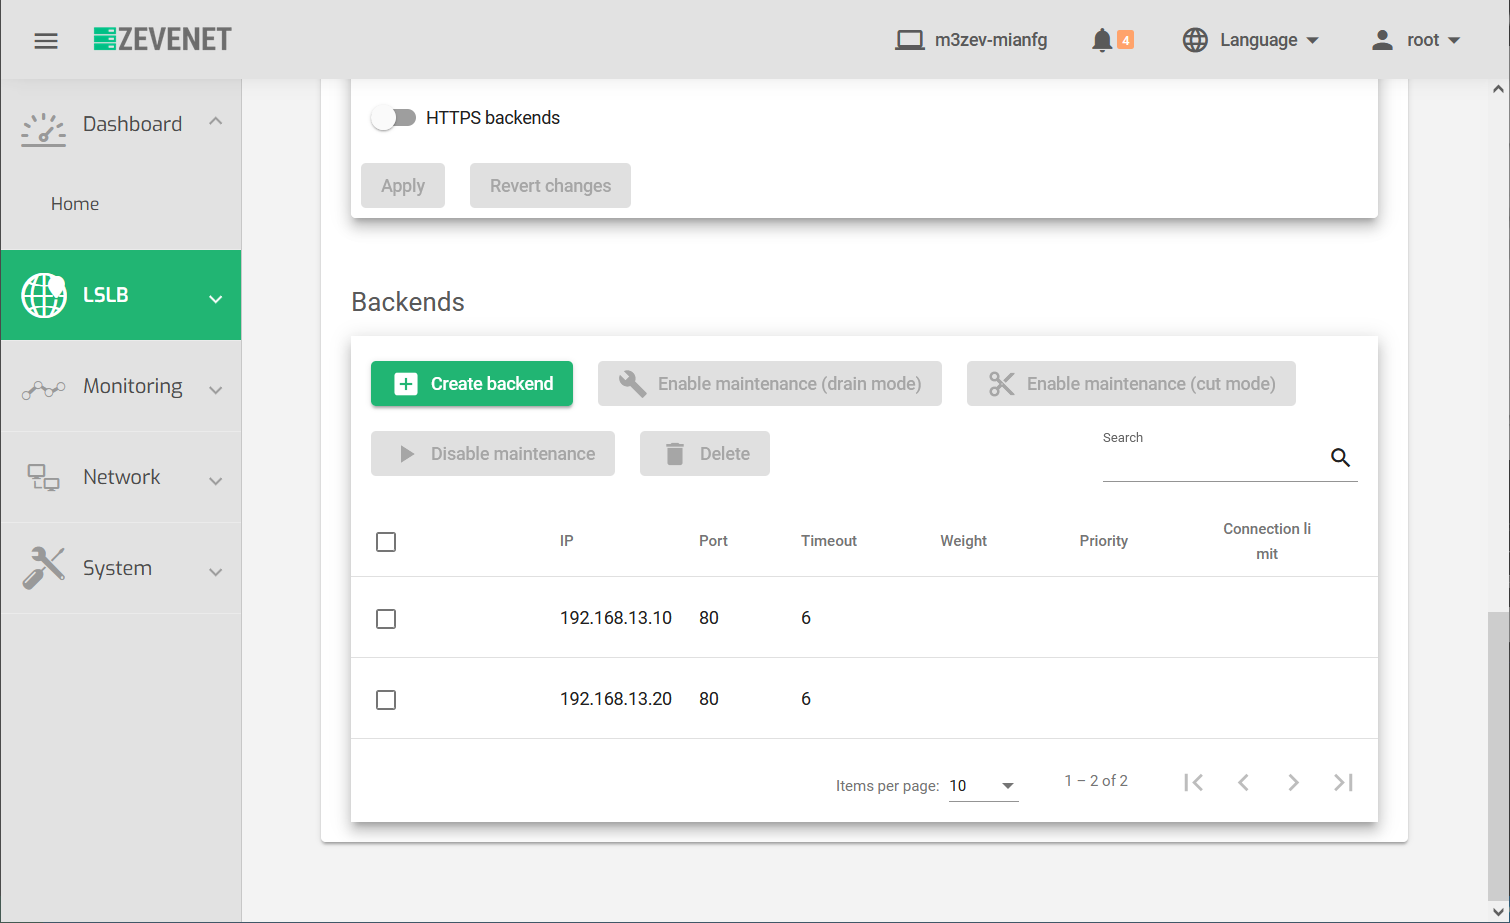 ZEVENET
m3zev-mianfg
4
Language
root
Dashboard
Home
LSLB
Monitoring
Network
System
HTTPS backends
Apply
Revert changes
Backends
Create backend
Enable maintenance (drain mode)
Enable maintenance (cut mode)
Disable maintenance
Delete
Search
IP Port Timeout Weight Priority Connection li
mit
192.168.13.10 80 6
192.168.13.20 80 6
Items per page: 10 1 – 2 of 2